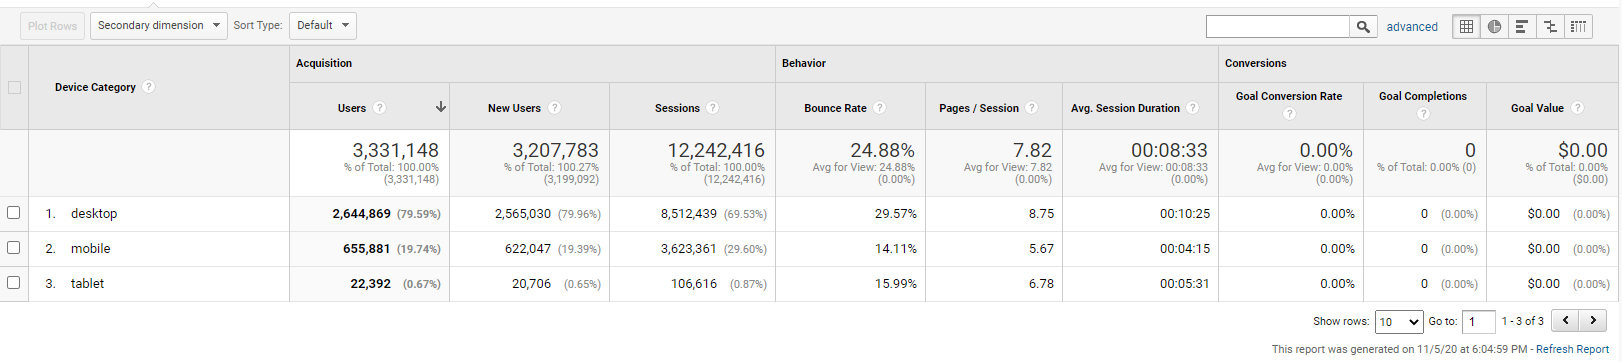 Plot Rows Secondary dimension Sort Type: Default advanced
Device Category ? Acquisition Behavior Conversions
Users ? New Users ? Sessions ? Bounce Rate ? Pages / Session ? Avg. Session Duration ? Goal Conversion Rate ? Goal Completions ? Goal Value ?
3,331,148 3,207,783 12,242,416 24.88% 7.82 00:08:33 0.00% 0 $0.00
% of Total: 100.00% % of Total: 100.27% % of Total: 100.00% Avg for View: 24.88% Avg for View: 7.82 Avg for View: 00:08:33 Avg for View: 0.00% % of Total: 0.00% (0) % of Total: 0.00%
(3,331,148) (3,199,092) (12,242,416) (0.00%) (0.00%) (0.00%) (0.00%) ($0.00)
1. desktop 2,644,869 (79.59%) 2,565,030 (79.96%) 8,512,439 (69.53%) 29.57% 8.75 00:10:25 0.00% 0 (0.00%) $0.00 (0.00%)
2. mobile 655,881 (19.74%) 622,047 (19.39%) 3,623,361 (29.60%) 14.11% 5.67 00:04:15 0.00% 0 (0.00%) $0.00 (0.00%)
3. tablet 22,392 (0.67%) 20,706 (0.65%) 106,616 (0.87%) 15.99% 6.78 00:05:31 0.00% 0 (0.00%) $0.00 (0.00%)
Show rows: 10 Go to: 1 1 - 3 of 3
This report was generated on 11/5/20 at 6:04:59 PM - Refresh Report